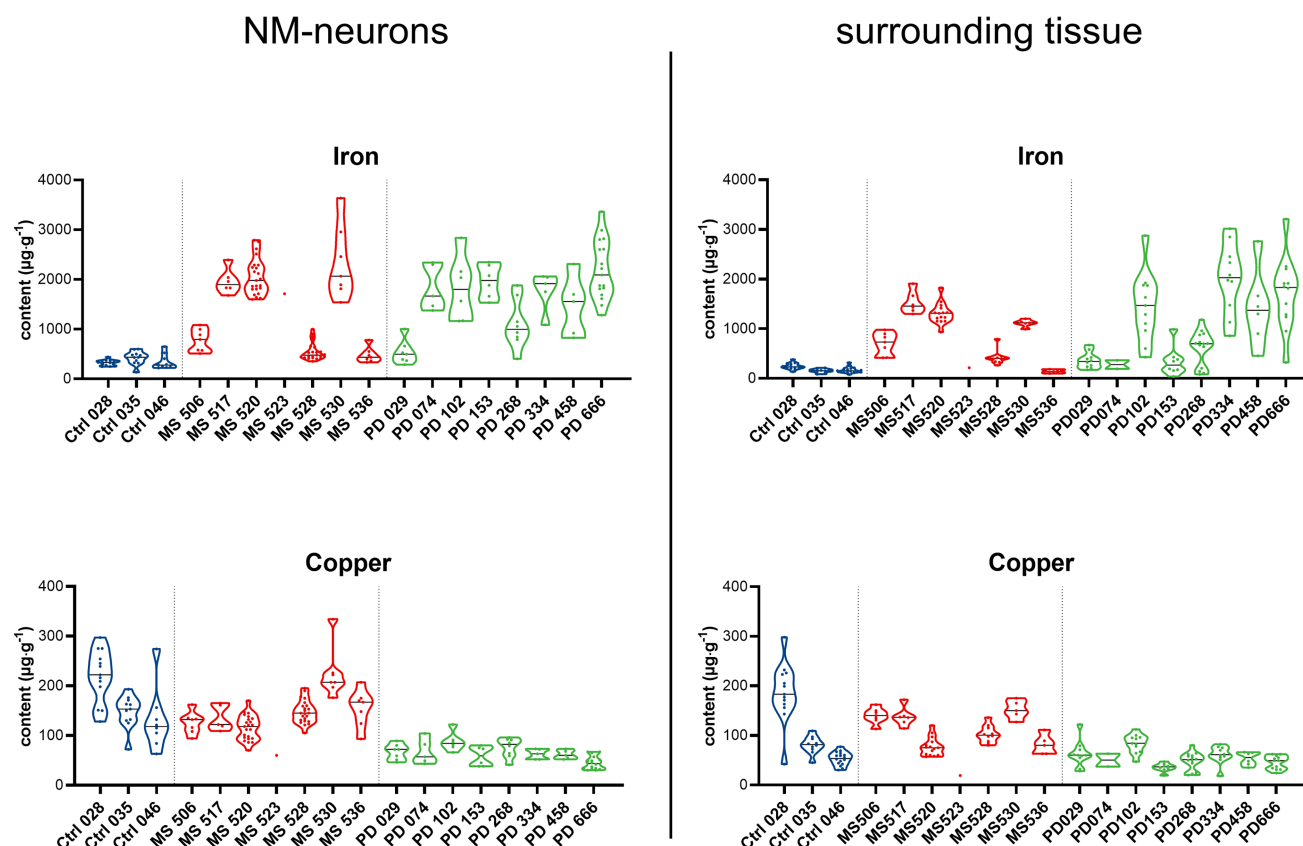 NM-neurons
surrounding tissue
Iron
content (µg·g⁻¹)
4000
3000
2000
1000
0
Ctrl 028
Ctrl 035
Ctrl 046
MS 506
MS 517
MS 520
MS 523
MS 528
MS 530
MS 536
PD 029
PD 074
PD 102
PD 153
PD 268
PD 334
PD 458
PD 666
Iron
content (µg·g⁻¹)
4000
3000
2000
1000
0
Ctrl 028
Ctrl 035
Ctrl 046
MS506
MS517
MS520
MS523
MS528
MS530
MS536
PD029
PD074
PD102
PD153
PD268
PD334
PD458
PD666
Copper
content (µg·g⁻¹)
400
300
200
100
0
Ctrl 028
Ctrl 035
Ctrl 046
MS 506
MS 517
MS 520
MS 523
MS 528
MS 530
MS 536
PD 029
PD 074
PD 102
PD 153
PD 268
PD 334
PD 458
PD 666
Copper
content (µg·g⁻¹)
400
300
200
100
0
Ctrl 028
Ctrl 035
Ctrl 046
MS506
MS517
MS520
MS523
MS528
MS530
MS536
PD029
PD074
PD102
PD153
PD268
PD334
PD458
PD666